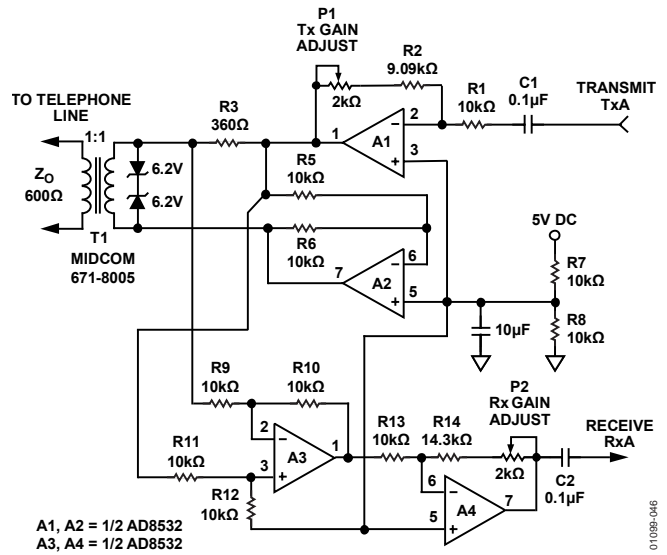 P1
Tx GAIN
ADJUST
R2
9.09kΩ
2kΩ
R1
10kΩ
C1
0.1µF
TRANSMIT
TxA
TO TELEPHONE
LINE
1:1
ZO
600Ω
6.2V
6.2V
T1
MIDCOM
671-8005
R3
360Ω
1
A1
2
3
R5
10kΩ
R6
10kΩ
7
A2
6
5
5V DC
R7
10kΩ
R8
10kΩ
10µF
R9
10kΩ
R10
10kΩ
R11
10kΩ
R12
10kΩ
2
3
A3
1
R13
10kΩ
R14
14.3kΩ
P2
Rx GAIN
ADJUST
2kΩ
RECEIVE
RxA
C2
0.1µF
6
5
A4
7
A1, A2 = 1/2 AD8532
A3, A4 = 1/2 AD8532
01099-046